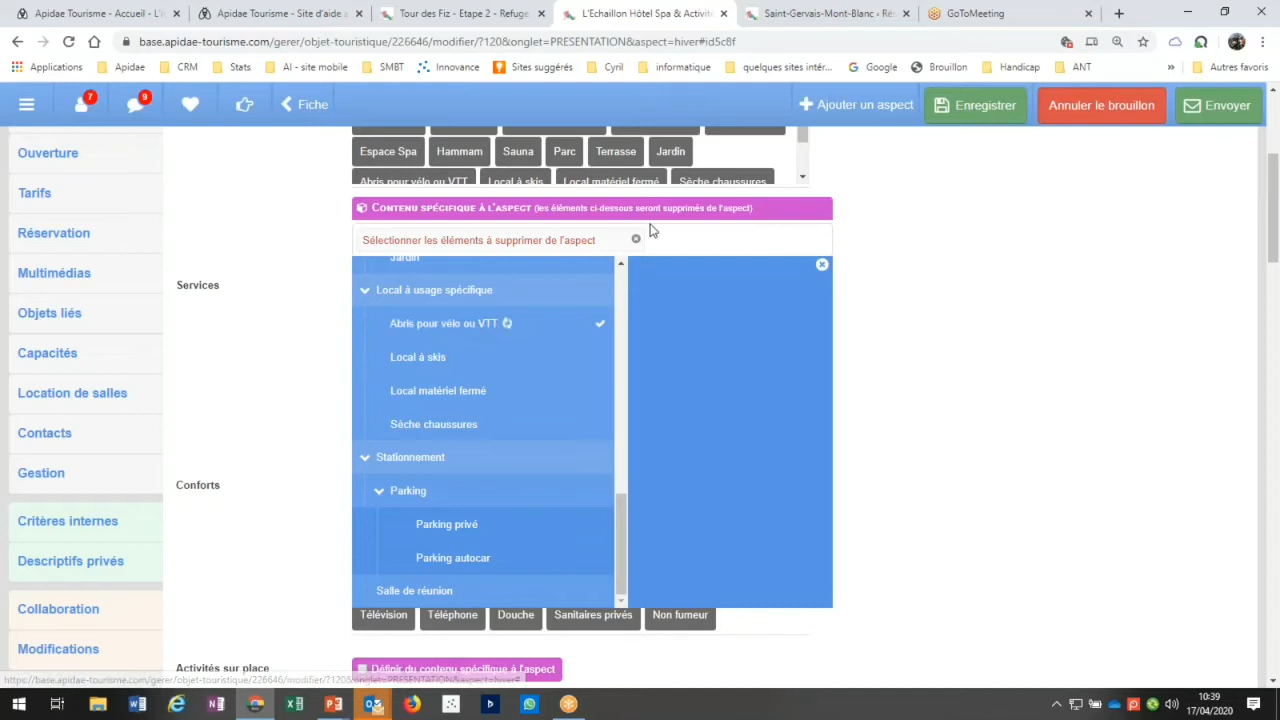 Apidae Tourisme - Accueil - L'i
Apidae Tourisme - Site d'aide a
Tour des Fiz - Etape 2 - Refuge
L'Echaillon Hôtel Spa & Activité
Saint-Gervais-Mont-Blanc ‹ Rés
GoToMeeting
base.apidae-tourisme.com/gerer/objet-touristique/226646/modifier/?120&onglet=PRESENTATION&aspect=hiver#id5c8f
Applications
Apidae
CRM
Stats
AI - site mobile
SMBT
Innovance
Sites suggérés
Cyril
informatique
quelques sites intér...
Google
Brouillon
Handicap
ANT
»
Autres favoris
7
9
Fiche
Ajouter un aspect
Enregistrer
Annuler le brouillon
Envoyer
Ouverture
Tarifs
Réservation
Multimédias
Objets liés
Capacités
Location de salles
Contacts
Gestion
Critères internes
Descriptifs privés
Collaboration
Modifications
Services
Conforts
Activités sur place
Espace Spa
Hammam
Sauna
Parc
Terrasse
Jardin
Abris pour vélo ou VTT
Local à skis
Local matériel fermé
Sèche chaussures
CONTENU SPÉCIFIQUE À L'ASPECT (les éléments ci-dessous seront supprimés de l'aspect)
Sélectionner les éléments à supprimer de l'aspect
Jardin
Local à usage spécifique
Abris pour vélo ou VTT
Local à skis
Local matériel fermé
Sèche chaussures
Stationnement
Parking
Parking privé
Parking autocar
Salle de réunion
Télévision
Téléphone
Douche
Sanitaires privés
Non fumeur
Définir du contenu spécifique à l'aspect
https://base.apidae-tourisme.com/gerer/objet-touristique/226646/modifier/?120&onglet=PRESENTATION&aspect=hiver#
10:39
17/04/2020